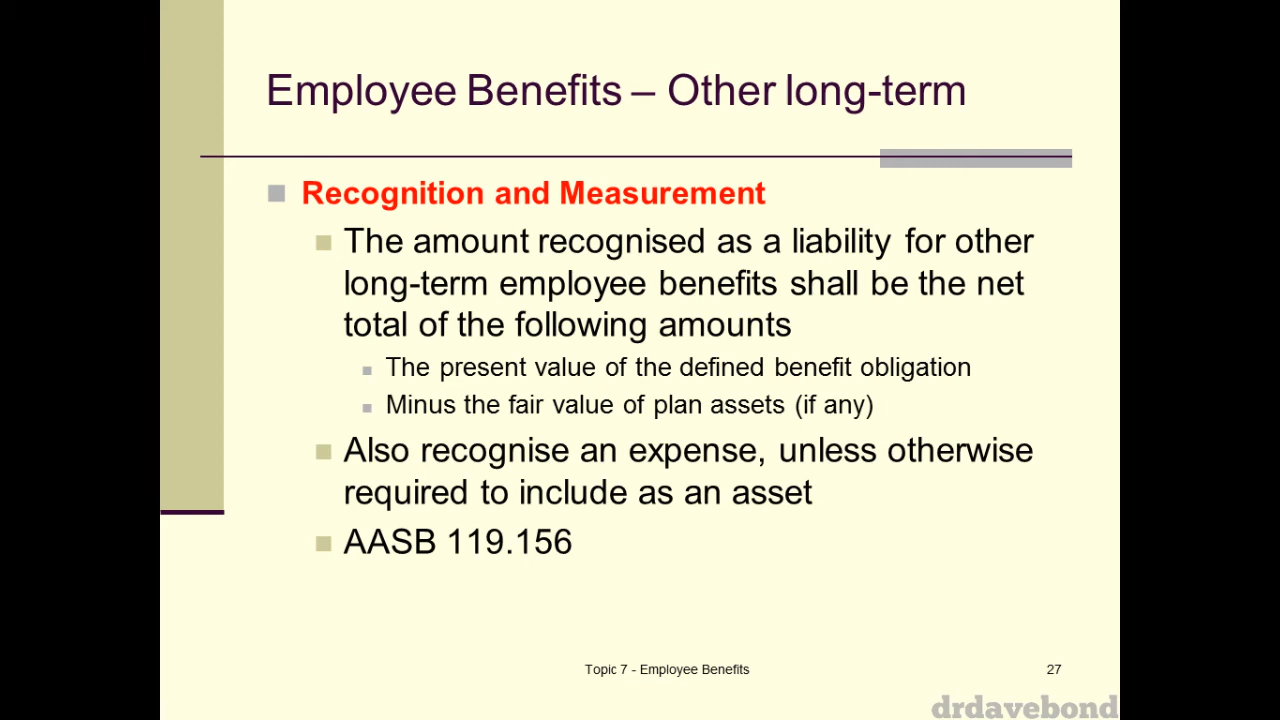 Employee Benefits – Other long-term
Recognition and Measurement
The amount recognised as a liability for other
long-term employee benefits shall be the net
total of the following amounts
The present value of the defined benefit obligation
Minus the fair value of plan assets (if any)
Also recognise an expense, unless otherwise
required to include as an asset
AASB 119.156
Topic 7 - Employee Benefits
27
drdavebond